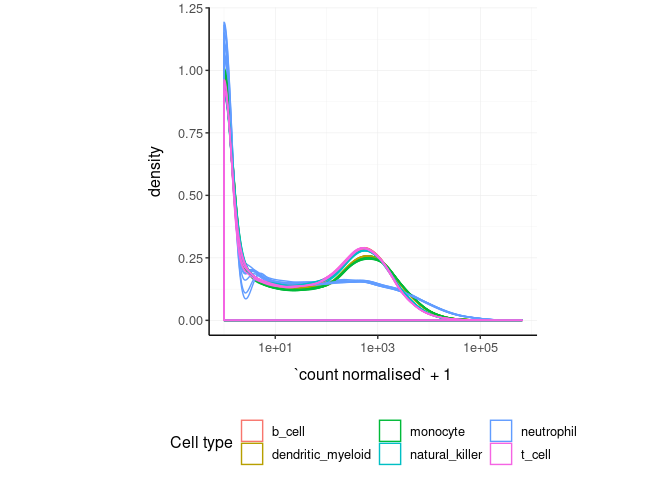 1.25
1.00
0.75
0.50
0.25
0.00
density
1e+01 1e+03 1e+05
`count normalised` + 1
Cell type
b_cell monocyte neutrophil
dendritic_myeloid natural_killer t_cell